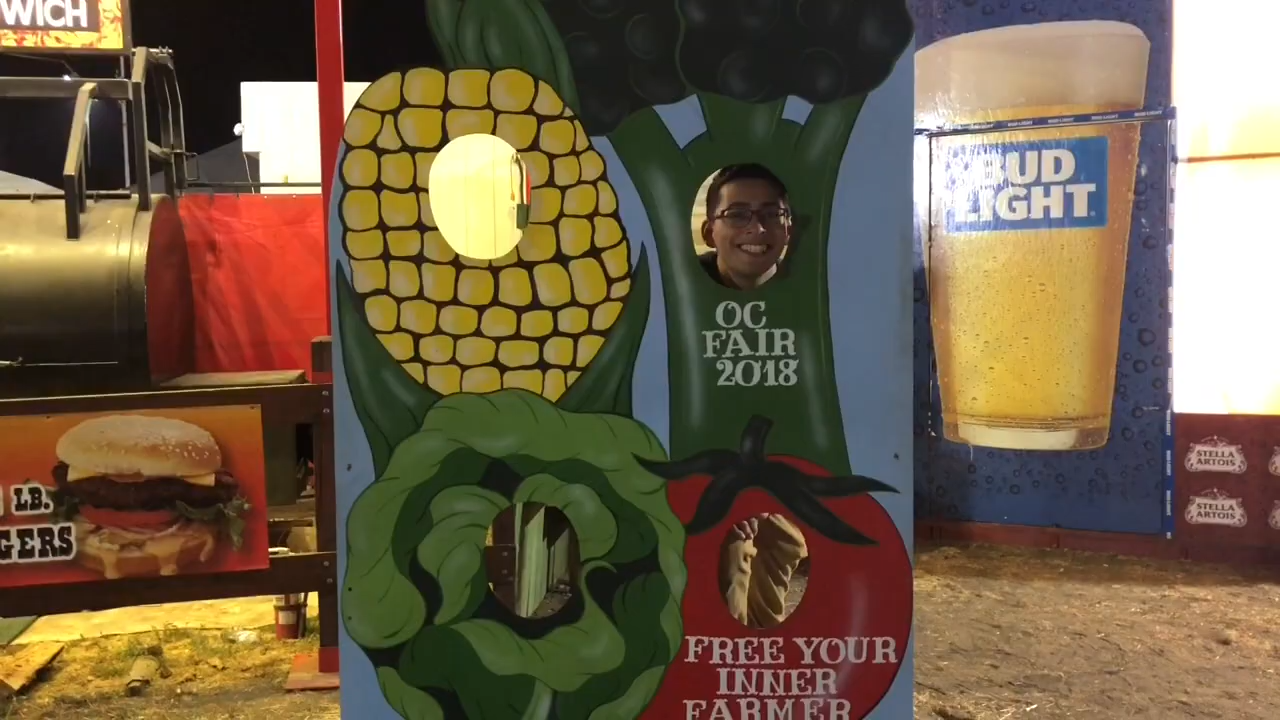 WICH
BUD
LIGHT
OC
FAIR
2018
LB.
GERS
STELLA
ARTOIS
STELLA
ARTOIS
FREE YOUR
INNER
FARMER